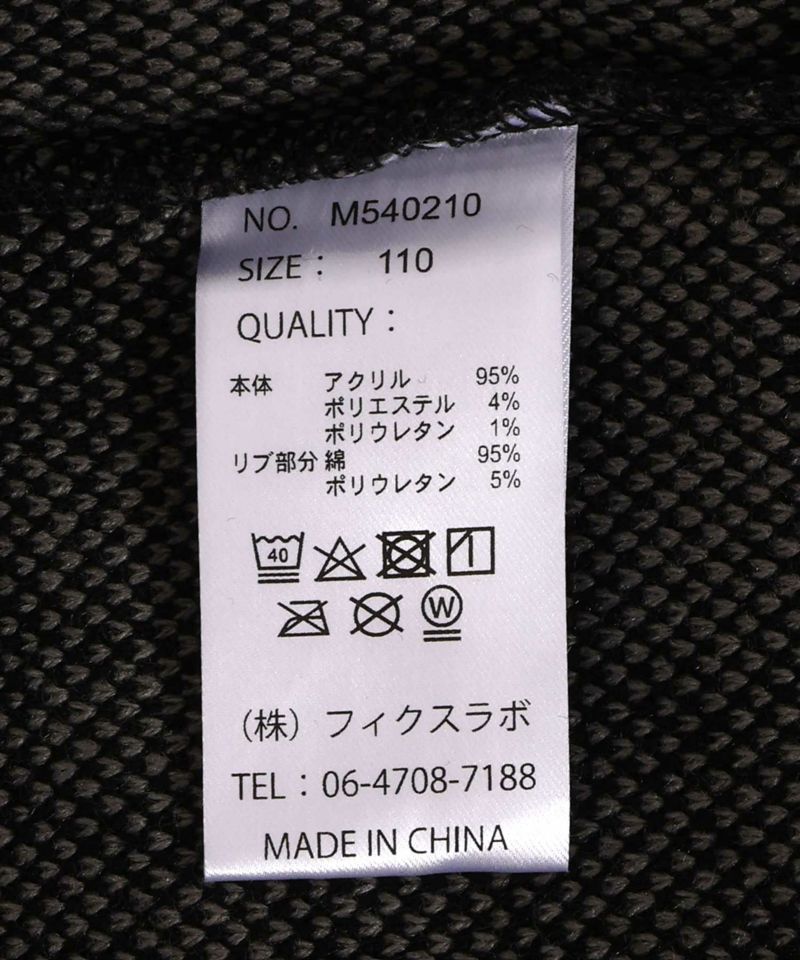 NO. M540210
SIZE： 110
QUALITY：
本体 アクリル 95%
ポリエステル 4%
ポリウレタン 1%
リブ部分 綿 95%
ポリウレタン 5%
40
W
（株）フィクスラボ
TEL：06-4708-7188
MADE IN CHINA